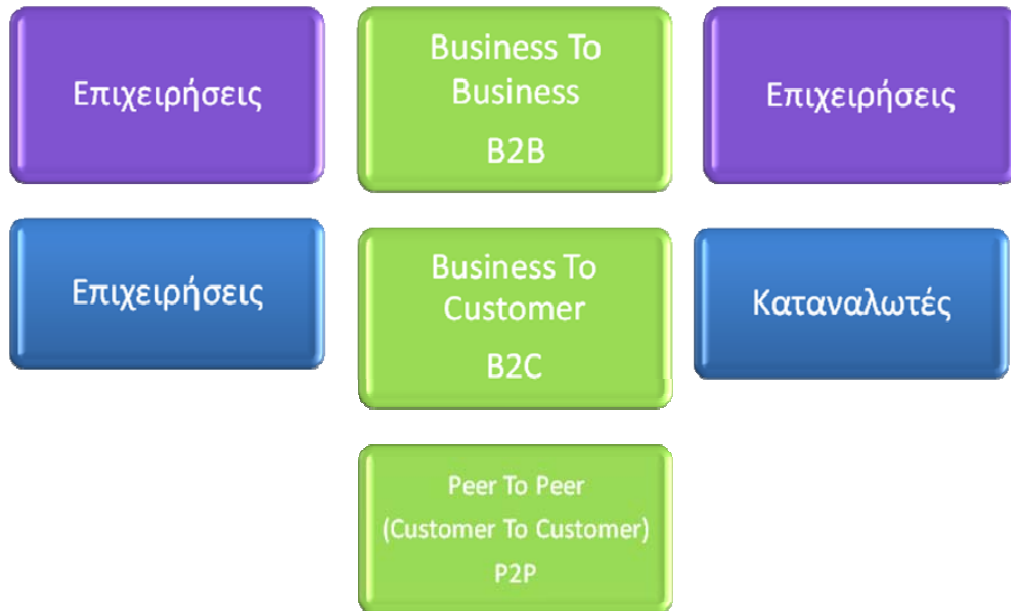 Επιχειρήσεις
Business To
Business
B2B
Επιχειρήσεις
Επιχειρήσεις
Business To
Customer
B2C
Καταναλωτές
Peer To Peer
(Customer To Customer)
P2P